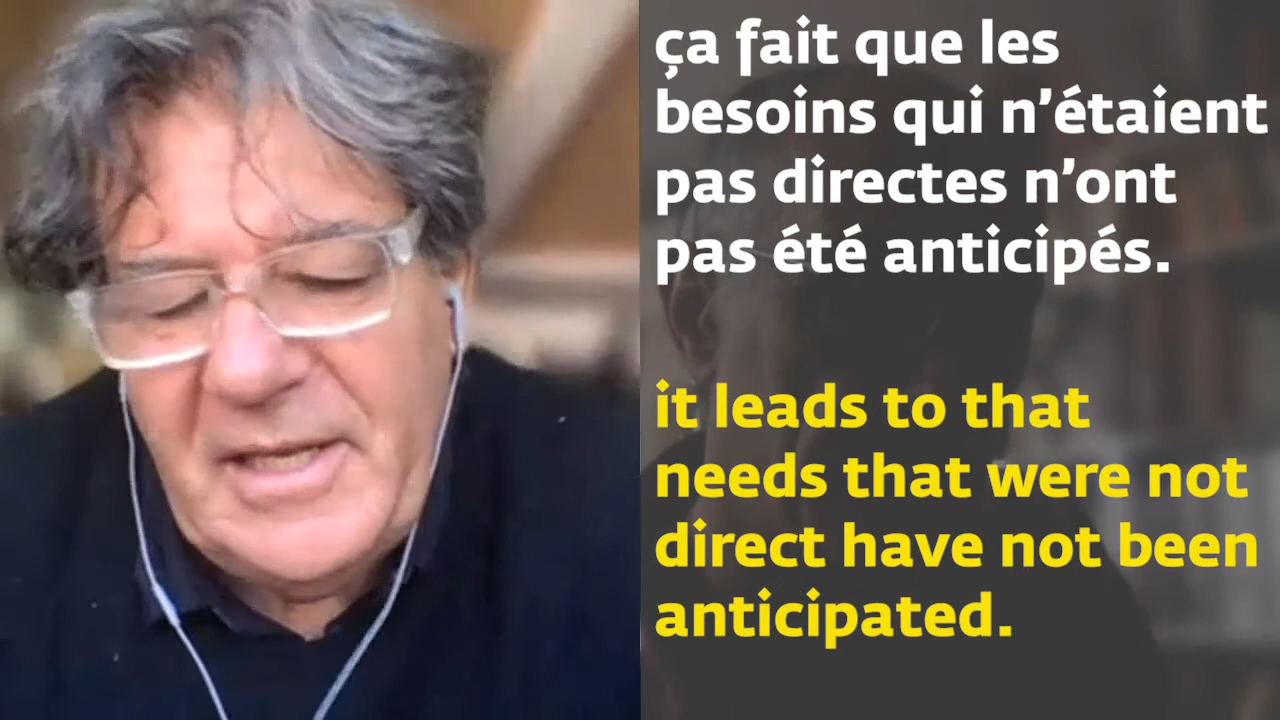 ça fait que les
besoins qui n’étaient
pas directes n’ont
pas été anticipés.
it leads to that
needs that were not
direct have not been
anticipated.